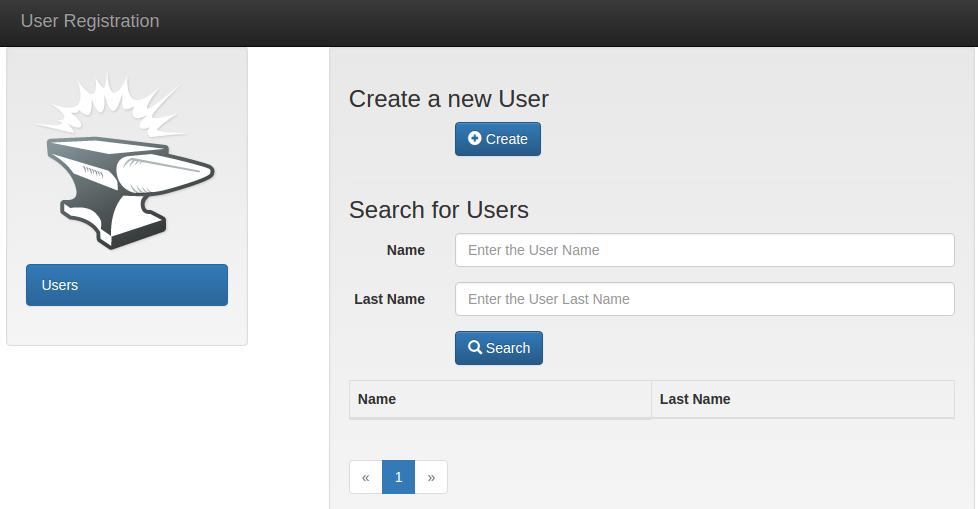 User Registration
Users
Create a new User
Create
Search for Users
Name Enter the User Name
Last Name Enter the User Last Name
Search
Name Last Name
« 1 »